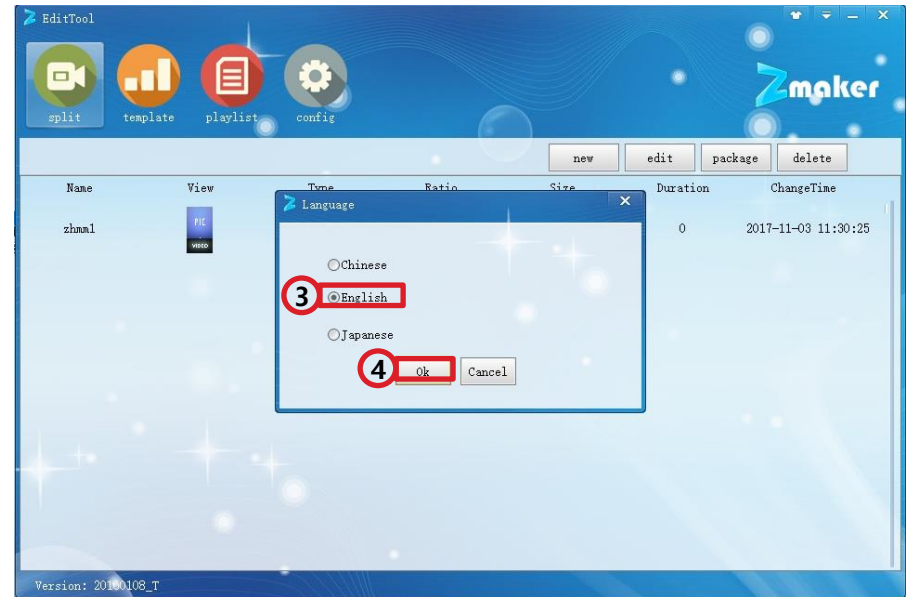 EditTool
Zmaker
split template playlist config
new edit package delete
Name View Type Ratio Size Duration ChangeTime
Language
zhmm1 PIC VIDEO 0 2017-11-03 11:30:25
Chinese
3 English
Japanese
4 Ok Cancel
Version: 20160108_T